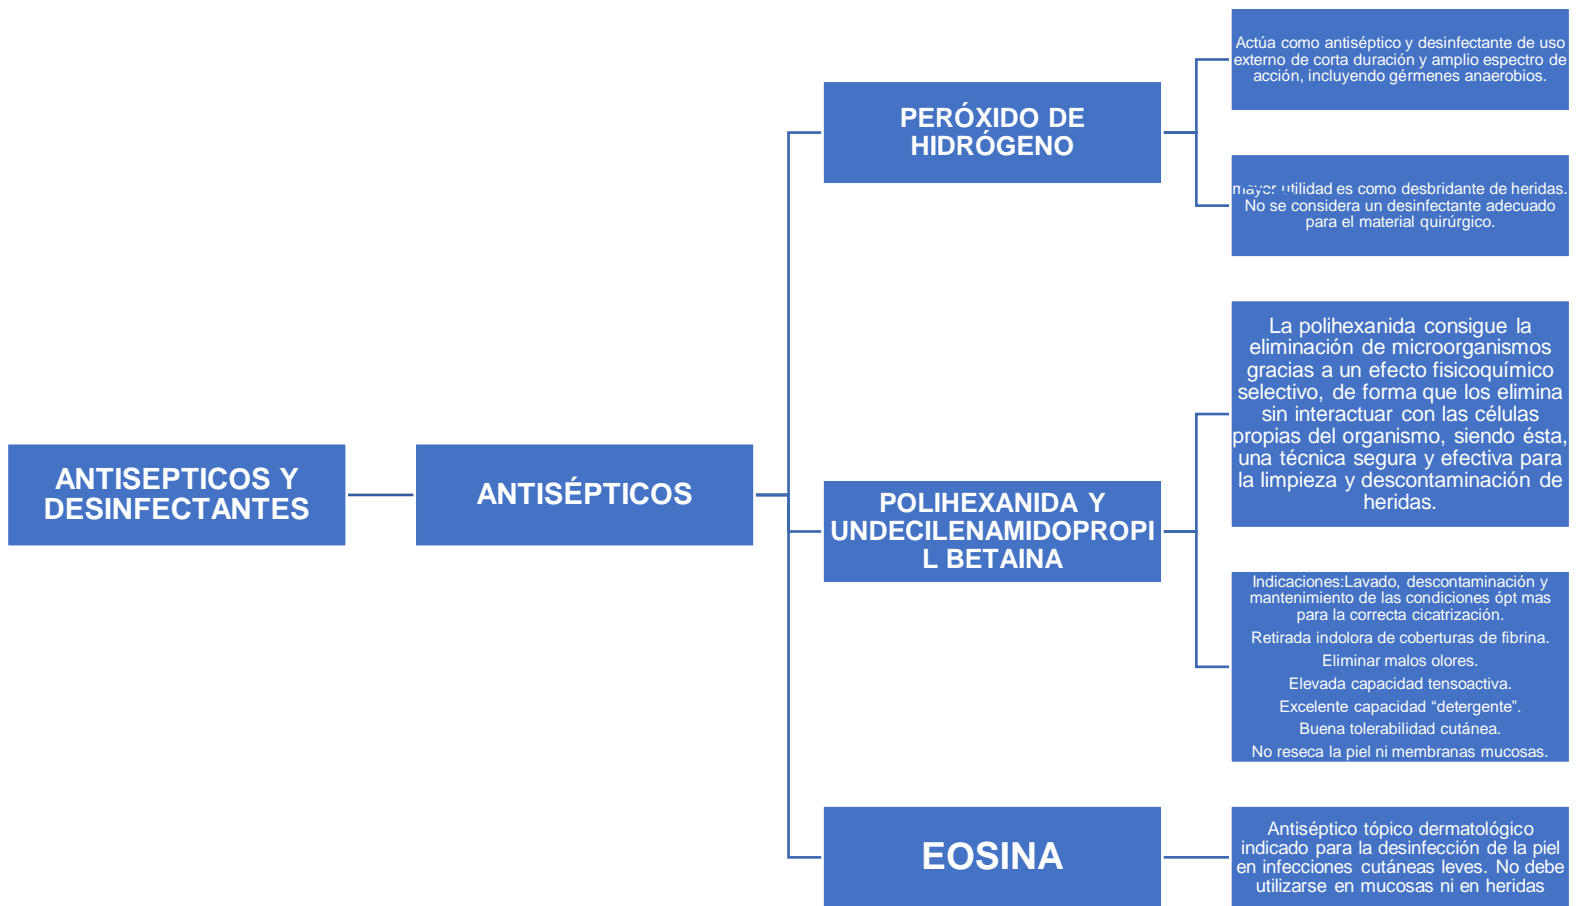 ANTISEPTICOS Y
DESINFECTANTES
ANTISÉPTICOS
PERÓXIDO DE
HIDRÓGENO
Actúa como antiséptico y desinfectante de uso
externo de corta duración y amplio espectro de
acción, incluyendo gérmenes anaerobios.
mayor utilidad es como desbridante de heridas.
No se considera un desinfectante adecuado
para el material quirúrgico.
POLIHEXANIDA Y
UNDECILENAMIDOPROPI
L BETAINA
La polihexanida consigue la
eliminación de microorganismos
gracias a un efecto fisicoquímico
selectivo, de forma que los elimina
sin interactuar con las células
propias del organismo, siendo ésta,
una técnica segura y efectiva para
la limpieza y descontaminación de
heridas.
Indicaciones:Lavado, descontaminación y
mantenimiento de las condiciones ópt mas
para la correcta cicatrización.
Retirada indolora de coberturas de fibrina.
Eliminar malos olores.
Elevada capacidad tensoactiva.
Excelente capacidad “detergente”.
Buena tolerabilidad cutánea.
No reseca la piel ni membranas mucosas.
EOSINA
Antiséptico tópico dermatológico
indicado para la desinfección de la piel
en infecciones cutáneas leves. No debe
utilizarse en mucosas ni en heridas